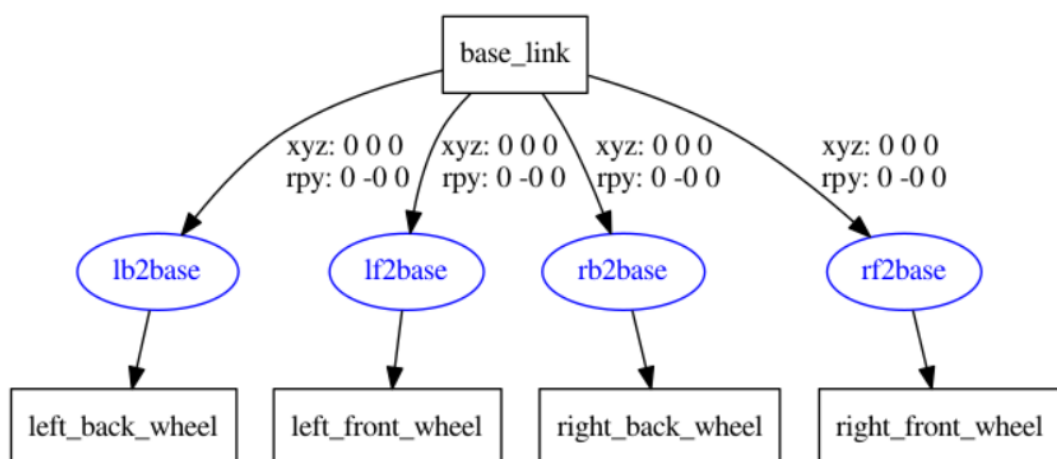 base_link
xyz: 0 0 0
rpy: 0 -0 0
xyz: 0 0 0
rpy: 0 -0 0
xyz: 0 0 0
rpy: 0 -0 0
xyz: 0 0 0
rpy: 0 -0 0
lb2base
lf2base
rb2base
rf2base
left_back_wheel
left_front_wheel
right_back_wheel
right_front_wheel